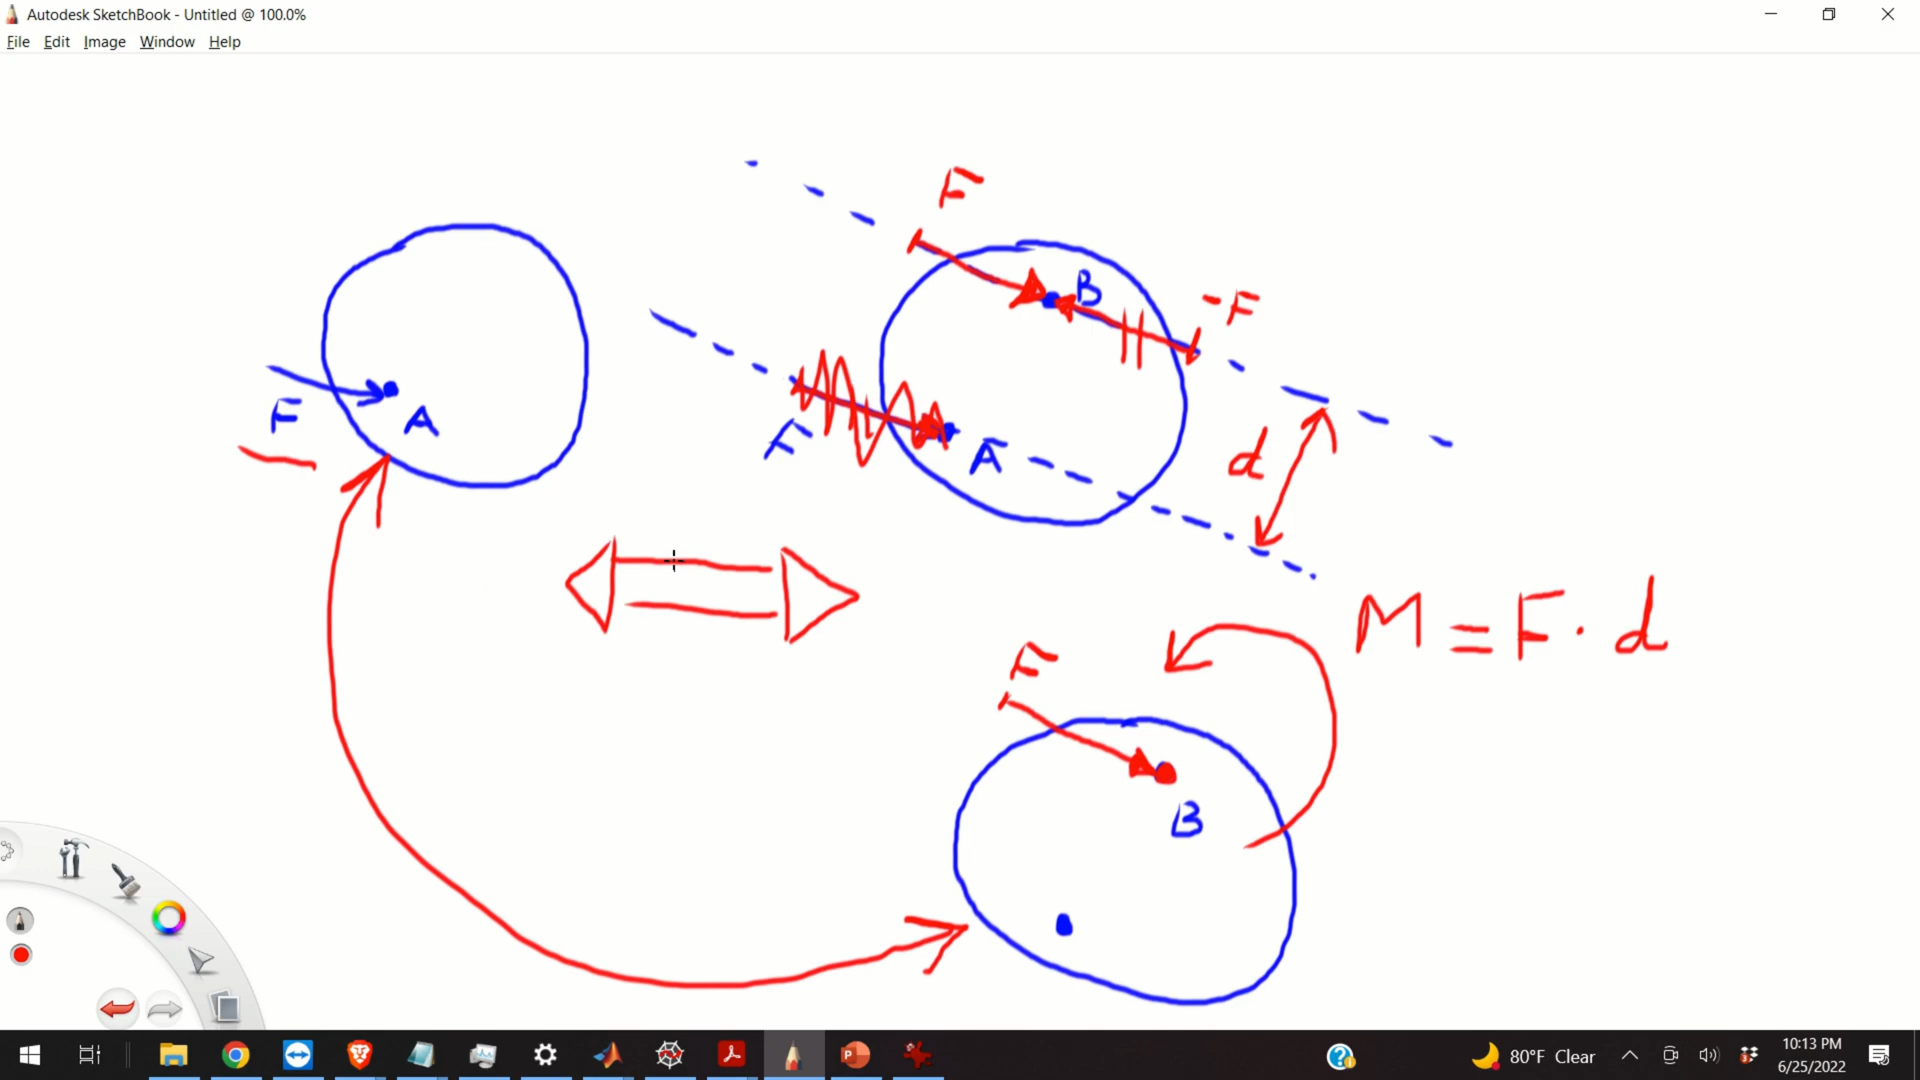 Autodesk SketchBook - Untitled @ 100.0%
File Edit Image Window Help
F
B
-F
F
A
F
A
d
M = F · d
F
B
80°F Clear
10:13 PM
6/25/2022